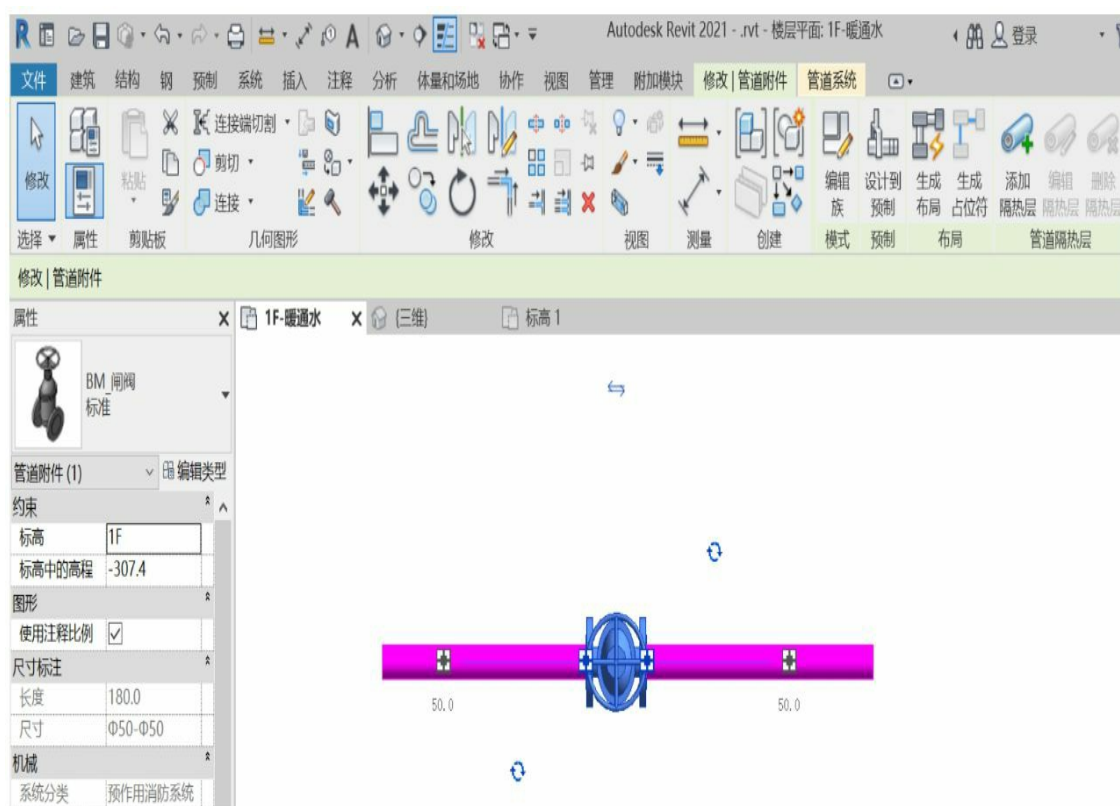 Autodesk Revit 2021 - .rvt - 楼层平面: 1F-暖通水
登录
文件 建筑 结构 钢 预制 系统 插入 注释 分析 体量和场地 协作 视图 管理 附加模块 修改 | 管道附件 管道系统
修改 粘贴 连接端切割 剪切 连接 编辑族 设计到预制 生成布局 生成占位符 添加隔热层 编辑隔热层 删除隔热层
选择 属性 剪贴板 几何图形 修改 视图 测量 创建 模式 预制 布局 管道隔热层
修改 | 管道附件
属性 1F-暖通水 {三维} 标高 1
BM_闸阀
标准
管道附件 (1) 编辑类型
约束
标高 1F
标高中的高程 -307.4
图形
使用注释比例
尺寸标注
长度 180.0
尺寸 Φ50-Φ50
机械
系统分类 预作用消防系统
50.0 50.0